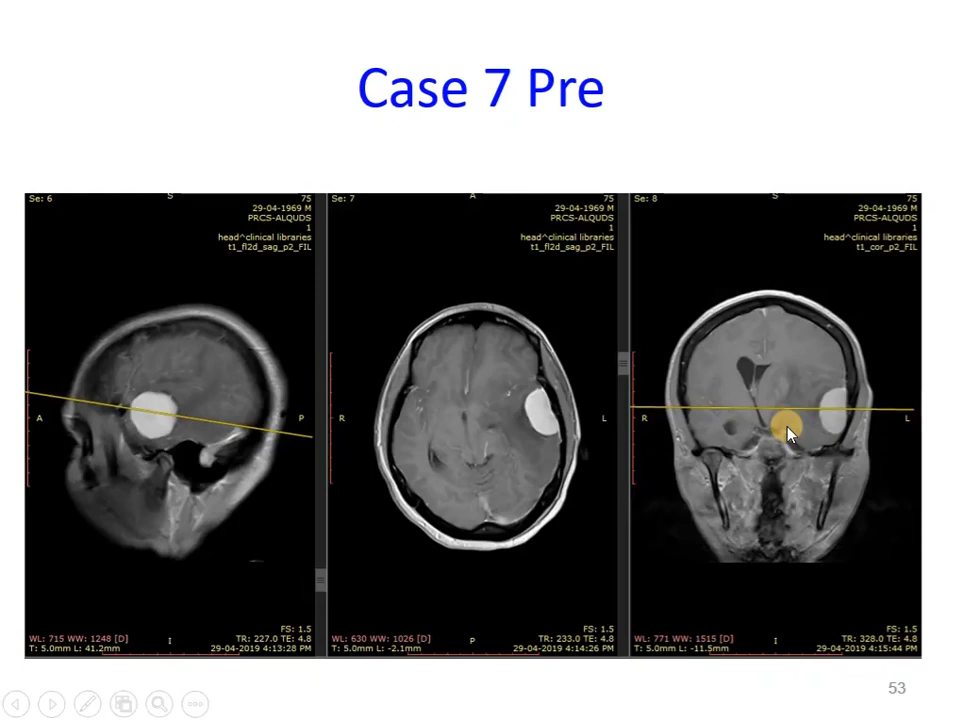 Case 7 Pre
Se: 6
S
75
29-04-1969 M
PRCS-ALQUDS
1
head^clinical libraries
t1_fl2d_sag_p2_FIL
A
P
WL: 715 WW: 1248 [D]
T: 5.0mm L: 41.2mm
I
FS: 1.5
TR: 227.0 TE: 4.8
29-04-2019 4:13:28 PM
Se: 7
A
75
29-04-1969 M
PRCS-ALQUDS
1
head^clinical libraries
t1_fl2d_sag_p2_FIL
R
L
WL: 630 WW: 1026 [D]
T: 5.0mm L: -2.1mm
P
FS: 1.5
TR: 233.0 TE: 4.8
29-04-2019 4:14:26 PM
Se: 8
S
75
29-04-1969 M
PRCS-ALQUDS
1
head^clinical libraries
t1_cor_p2_FIL
R
L
WL: 771 WW: 1515 [D]
T: 5.0mm L: -11.5mm
I
FS: 1.5
TR: 328.0 TE: 4.8
29-04-2019 4:15:44 PM
53